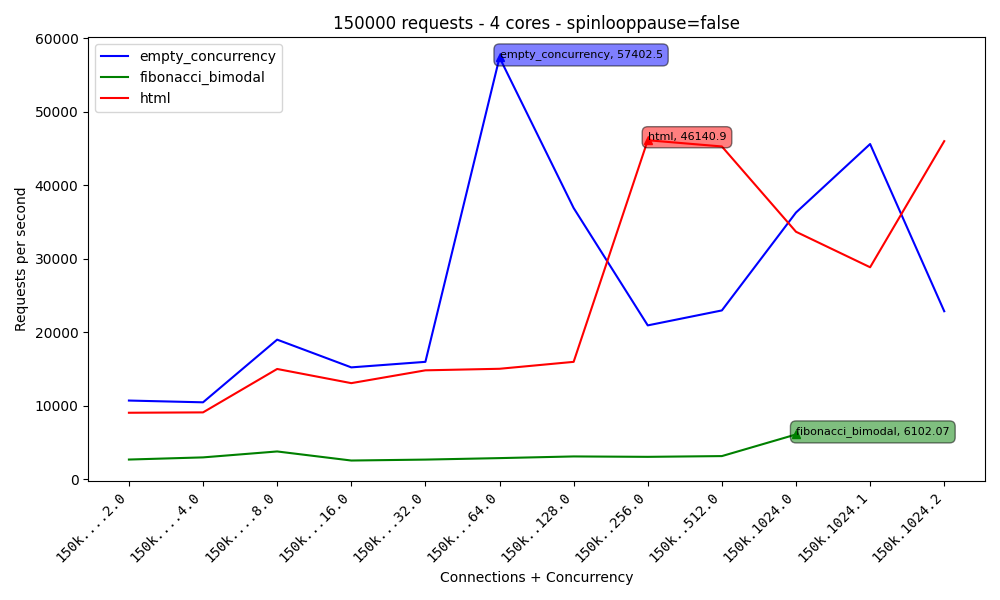 150000 requests - 4 cores - spinlooppause=false
60000
50000
40000
30000
20000
10000
0
Requests per second
empty_concurrency
fibonacci_bimodal
html
empty_concurrency, 57402.5
html, 46140.9
fibonacci_bimodal, 6102.07
150k....2.0
150k....4.0
150k....8.0
150k...16.0
150k...32.0
150k...64.0
150k..128.0
150k..256.0
150k..512.0
150k.1024.0
150k.1024.1
150k.1024.2
Connections + Concurrency